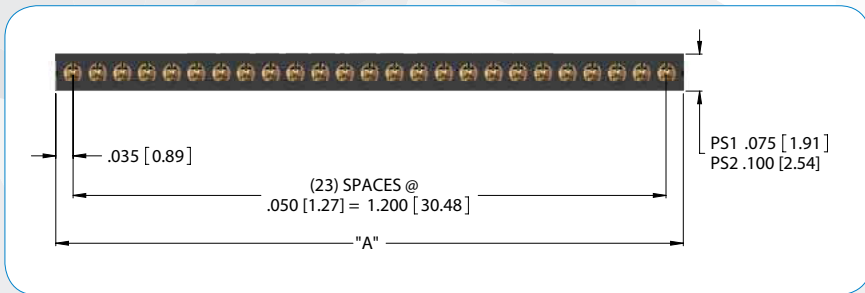 .035 [0.89]
(23) SPACES @
.050 [1.27] = 1.200 [30.48]
"A"
PS1 .075 [1.91]
PS2 .100 [2.54]